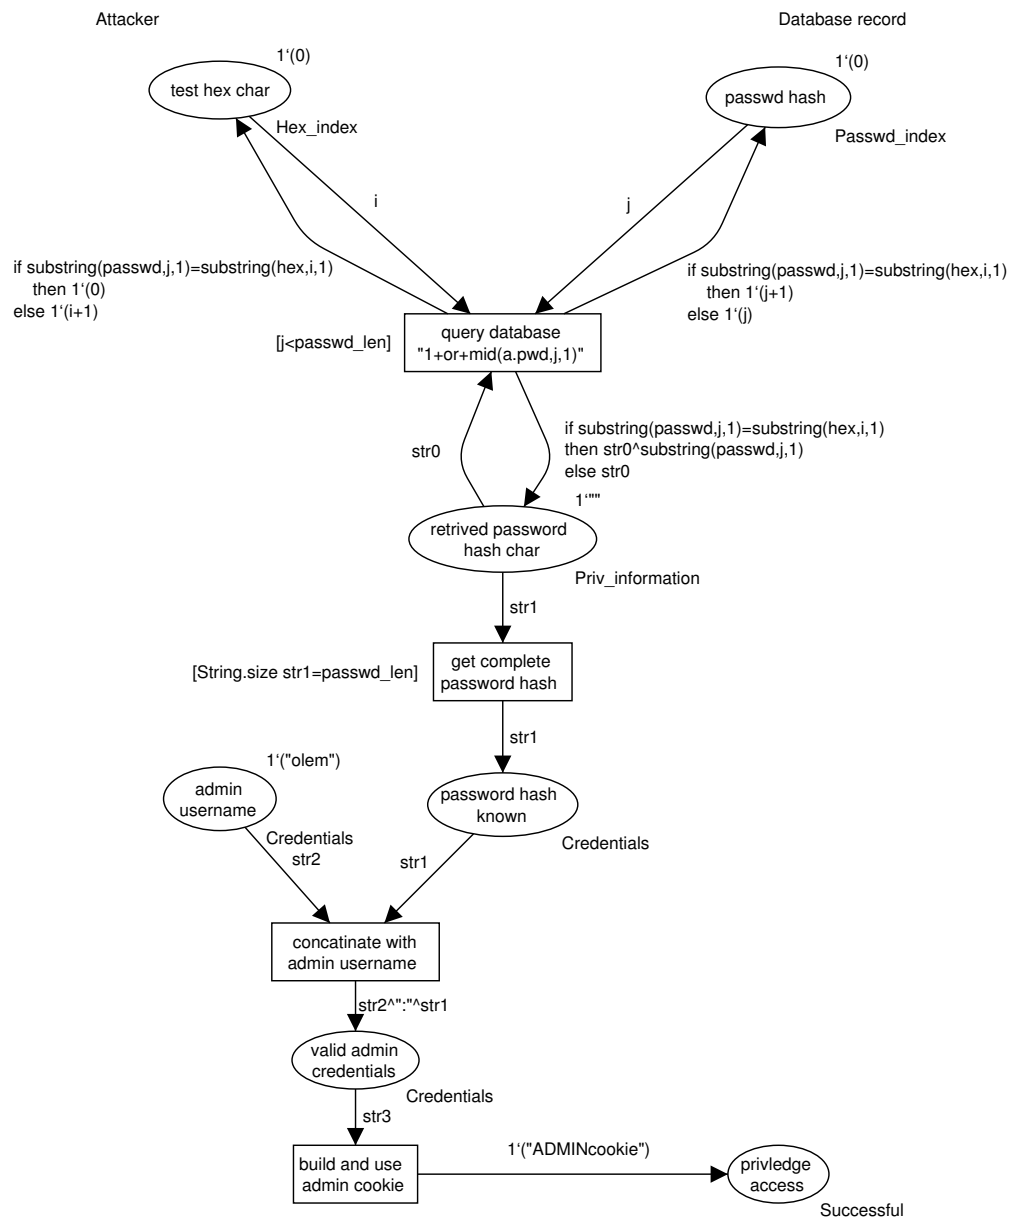 Attacker
Database record
1‘(0)
test hex char
Hex_index
1‘(0)
passwd hash
Passwd_index
i
j
if substring(passwd,j,1)=substring(hex,i,1)
then 1‘(0)
else 1‘(i+1)
if substring(passwd,j,1)=substring(hex,i,1)
then 1‘(j+1)
else 1‘(j)
[j<passwd_len]
query database
"1+or+mid(a.pwd,j,1)"
str0
if substring(passwd,j,1)=substring(hex,i,1)
then str0^substring(passwd,j,1)
else str0
1‘""
retrived password
hash char
Priv_information
str1
[String.size str1=passwd_len]
get complete
password hash
str1
1‘("olem")
admin
username
Credentials
str2
password hash
known
Credentials
str1
concatinate with
admin username
str2^":"^str1
valid admin
credentials
Credentials
str3
build and use
admin cookie
1‘("ADMINcookie")
privledge
access
Successful